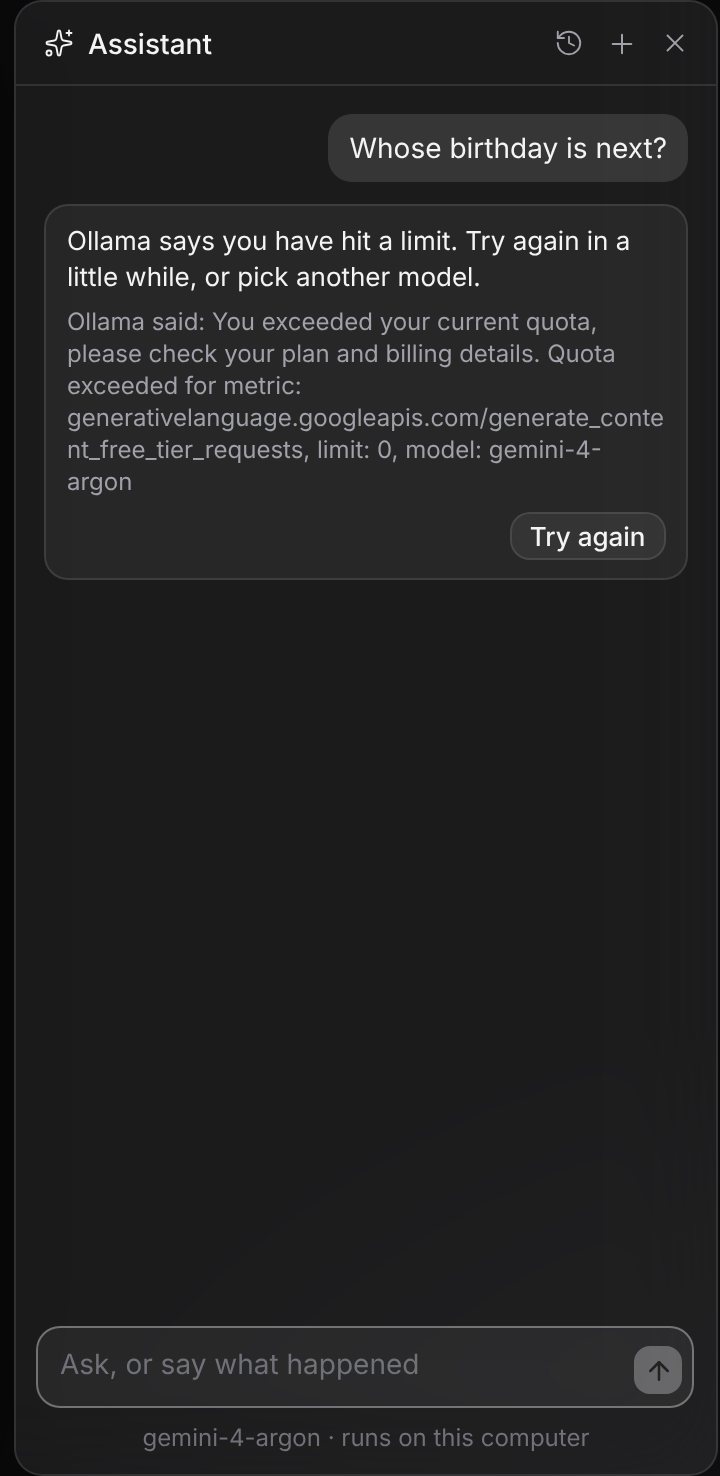 Assistant
Whose birthday is next?
Ollama says you have hit a limit. Try again in a
little while, or pick another model.
Ollama said: You exceeded your current quota,
please check your plan and billing details. Quota
exceeded for metric:
generativelanguage.googleapis.com/generate_conte
nt_free_tier_requests, limit: 0, model: gemini-4-
argon
Try again
Ask, or say what happened
gemini-4-argon · runs on this computer